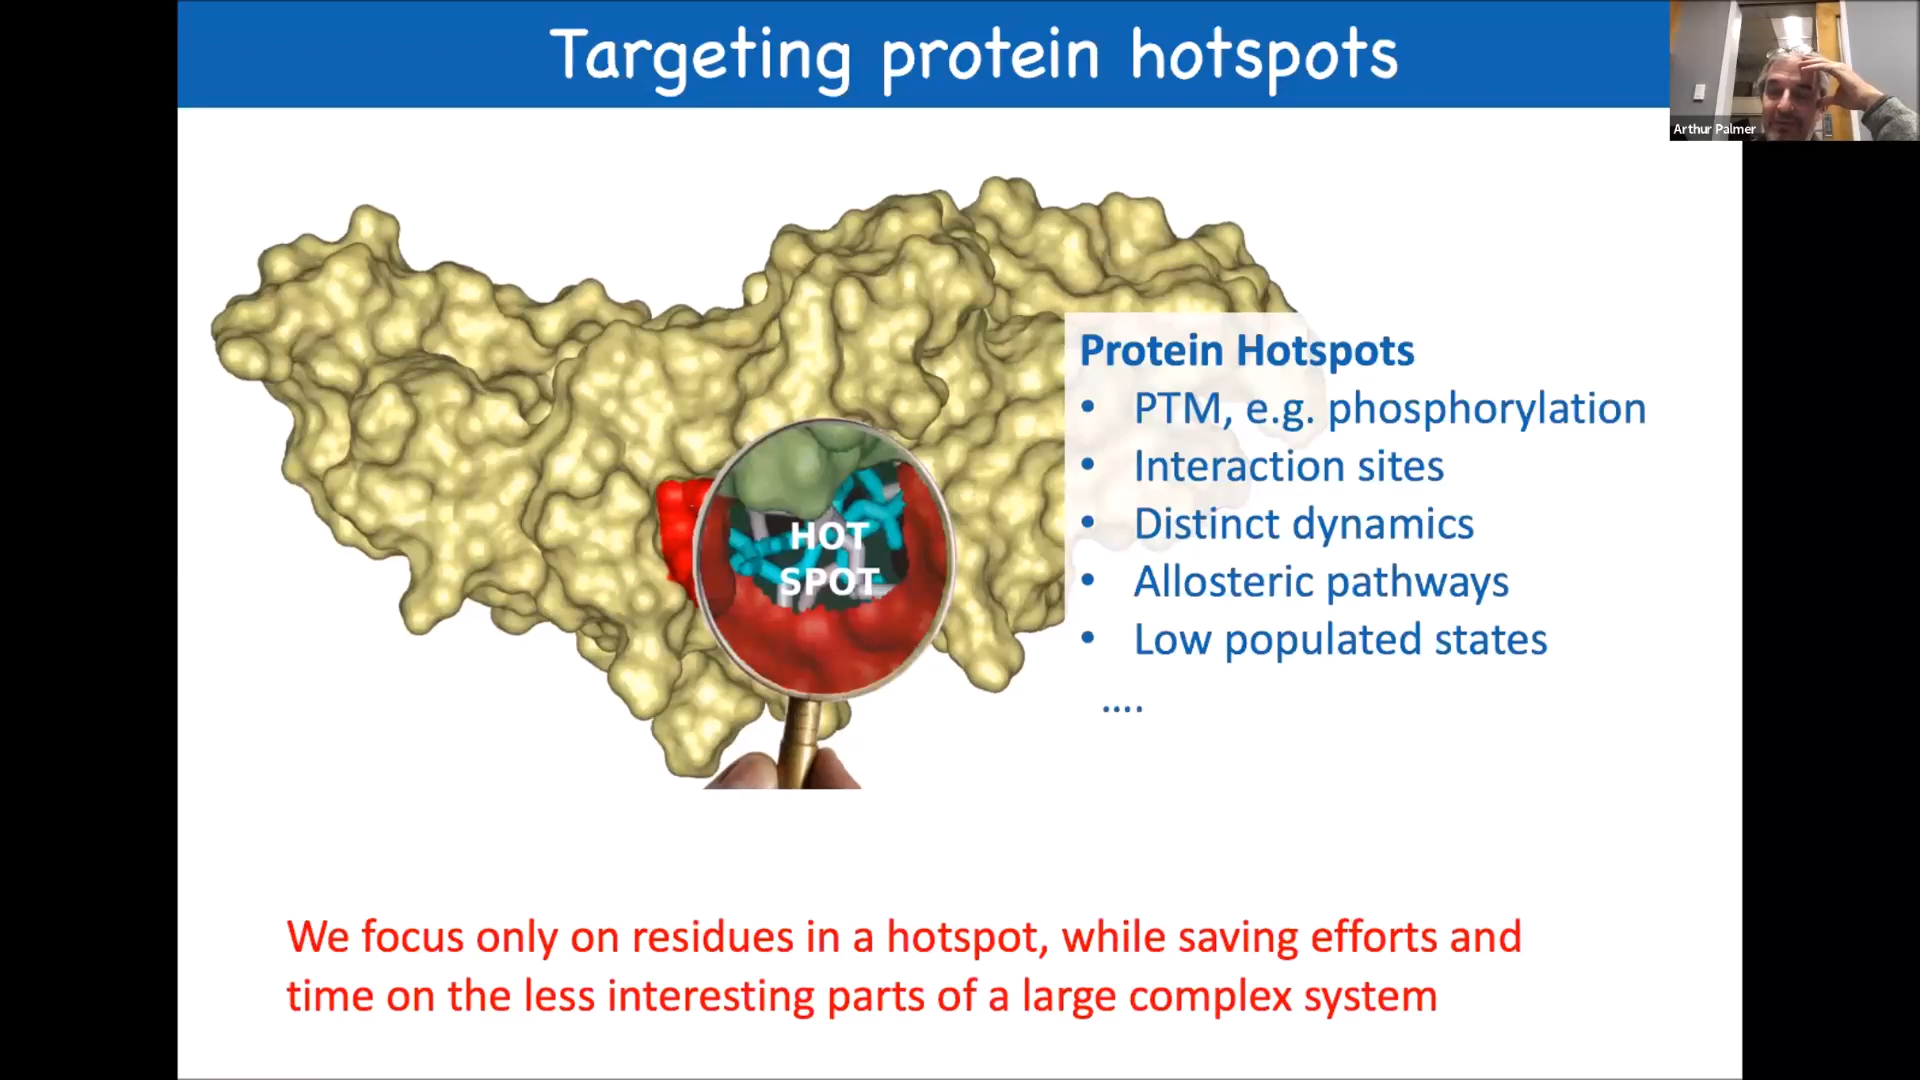 Targeting protein hotspots
Arthur Palmer
Protein Hotspots
• PTM, e.g. phosphorylation
• Interaction sites
• Distinct dynamics
• Allosteric pathways
• Low populated states
....
HOT
SPOT
We focus only on residues in a hotspot, while saving efforts and
time on the less interesting parts of a large complex system